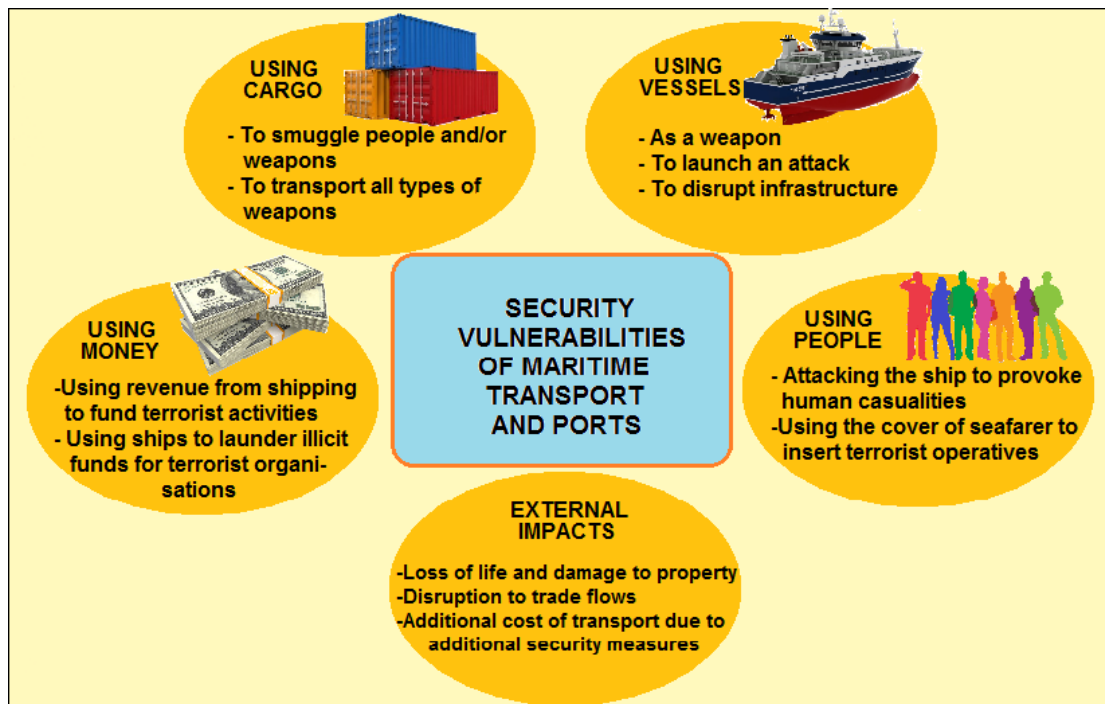 USING
CARGO
- To smuggle people and/or
weapons
- To transport all types of
weapons
USING
VESSELS
- As a weapon
- To launch an attack
- To disrupt infrastructure
USING
MONEY
-Using revenue from shipping
to fund terrorist activities
- Using ships to launder illicit
funds for terrorist organi-
sations
SECURITY
VULNERABILITIES
OF MARITIME
TRANSPORT
AND PORTS
USING
PEOPLE
- Attacking the ship to provoke
human casualities
-Using the cover of seafarer to
insert terrorist operatives
EXTERNAL
IMPACTS
-Loss of life and damage to property
-Disruption to trade flows
-Additional cost of transport due to
additional security measures